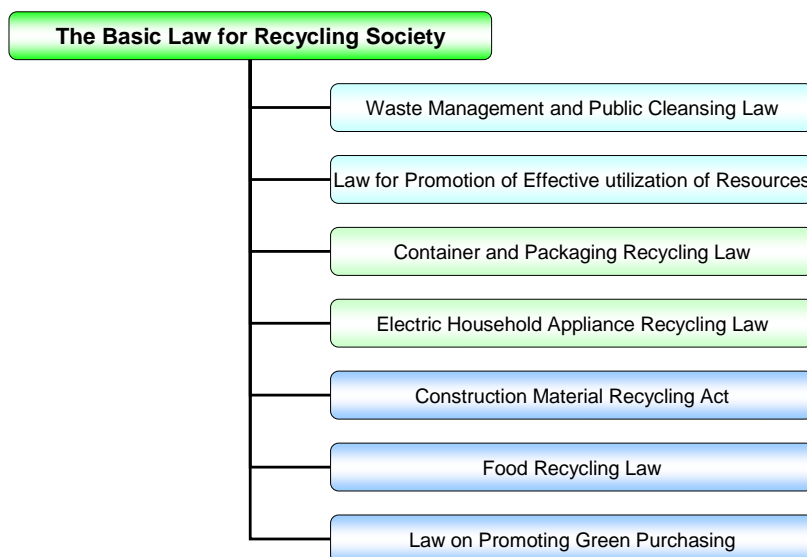 The Basic Law for Recycling Society
Waste Management and Public Cleansing Law
Law for Promotion of Effective utilization of Resources
Container and Packaging Recycling Law
Electric Household Appliance Recycling Law
Construction Material Recycling Act
Food Recycling Law
Law on Promoting Green Purchasing